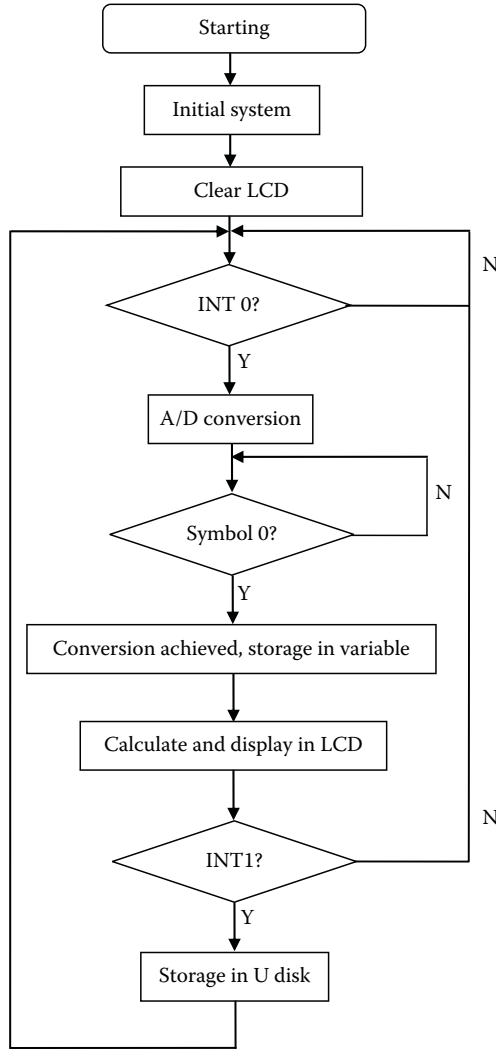 Starting
Initial system
Clear LCD
N
INT 0?
Y
A/D conversion
N
Symbol 0?
Y
Conversion achieved, storage in variable
Calculate and display in LCD
N
INT1?
Y
Storage in U disk